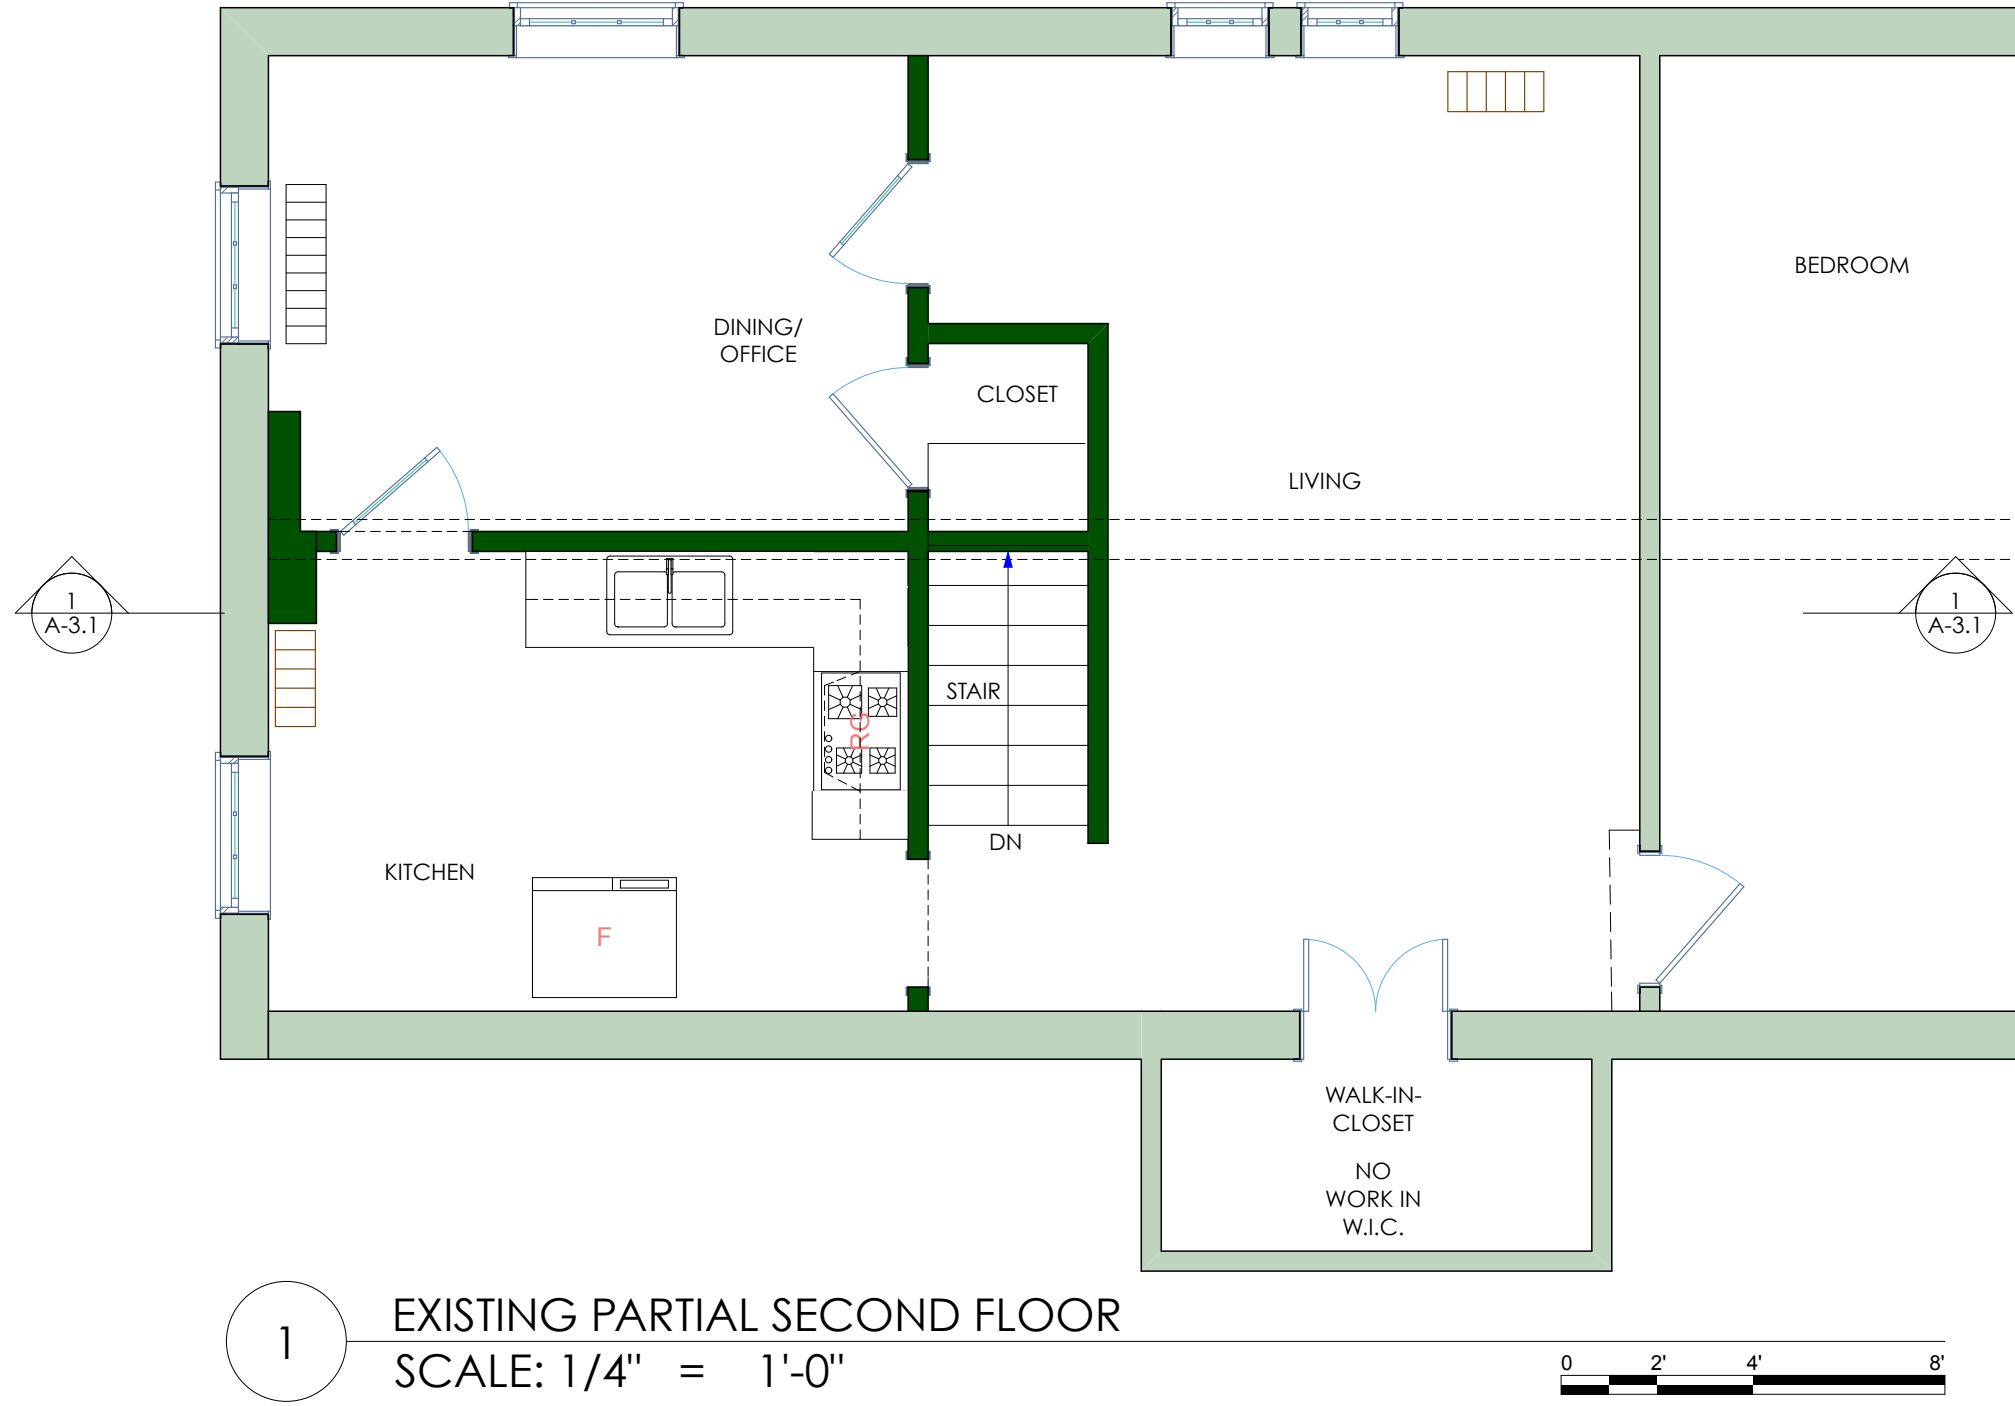 BEDROOM
DINING/
OFFICE
CLOSET
LIVING
1
A-3.1
1
A-3.1
STAIR
RG
DN
KITCHEN
F
WALK-IN-
CLOSET
NO
WORK IN
W.I.C.
1
EXISTING PARTIAL SECOND FLOOR
SCALE: 1/4" = 1'-0"
0 2' 4' 8'